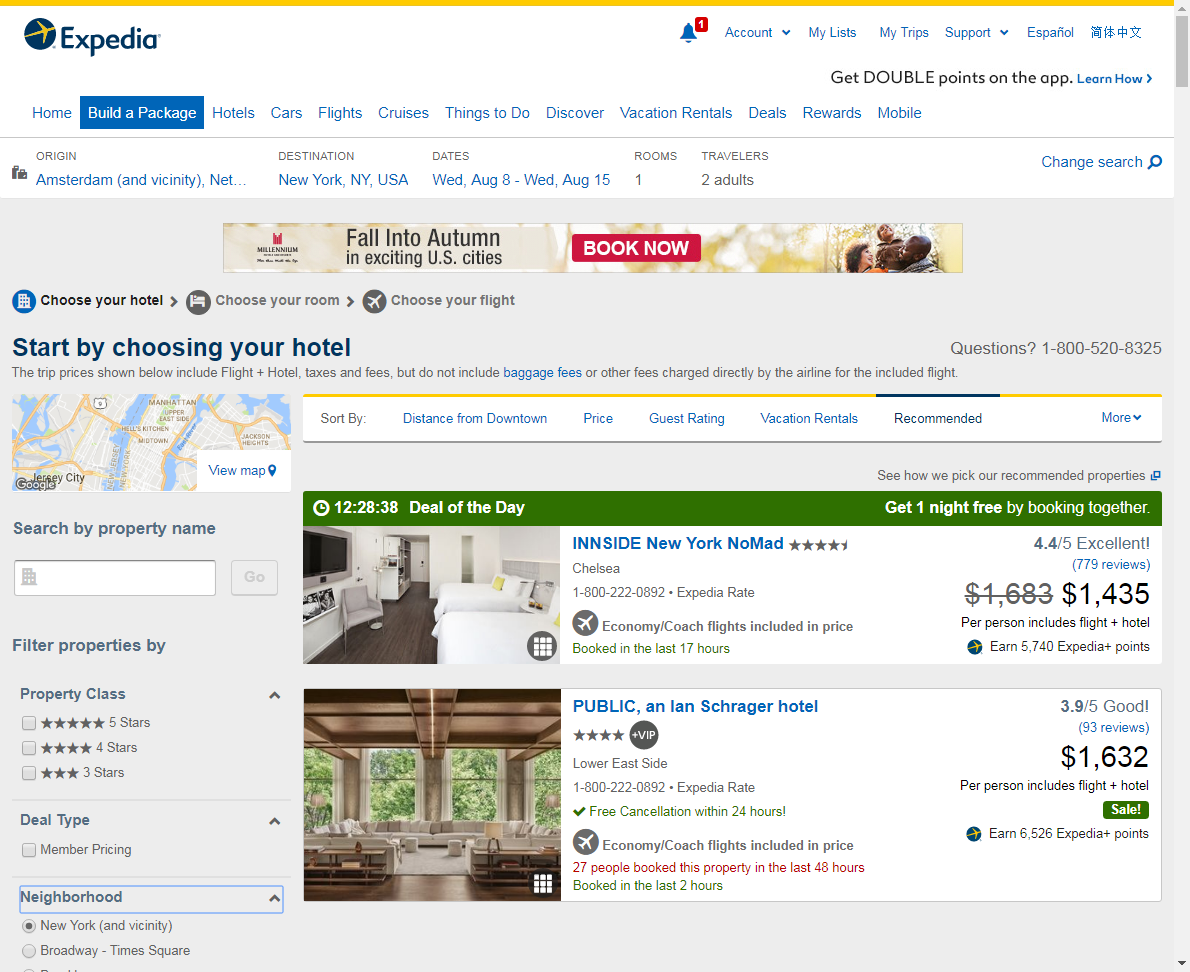 Expedia
1
Account
My Lists
My Trips
Support
Español
简体中文
Get DOUBLE points on the app. Learn How
Home
Build a Package
Hotels
Cars
Flights
Cruises
Things to Do
Discover
Vacation Rentals
Deals
Rewards
Mobile
ORIGIN
Amsterdam (and vicinity), Net...
DESTINATION
New York, NY, USA
DATES
Wed, Aug 8 - Wed, Aug 15
ROOMS
1
TRAVELERS
2 adults
Change search
MILLENNIUM
Fall Into Autumn
in exciting U.S. cities
BOOK NOW
Choose your hotel
Choose your room
Choose your flight
Start by choosing your hotel
Questions? 1-800-520-8325
The trip prices shown below include Flight + Hotel, taxes and fees, but do not include baggage fees or other fees charged directly by the airline for the included flight.
9
MANHATTAN
UPPER
EAST SIDE
HELL'S KITCHEN
MIDTOWN
JACKSON
HEIGHTS
NEW JERSEY
NEW YORK
East River
Jersey City
Google
View map
Sort By:
Distance from Downtown
Price
Guest Rating
Vacation Rentals
Recommended
More
See how we pick our recommended properties
Search by property name
Go
Filter properties by
Property Class
5 Stars
4 Stars
3 Stars
Deal Type
Member Pricing
Neighborhood
New York (and vicinity)
Broadway - Times Square
12:28:38 Deal of the Day
Get 1 night free by booking together.
INNSIDE New York NoMad
Chelsea
1-800-222-0892 • Expedia Rate
Economy/Coach flights included in price
Booked in the last 17 hours
4.4/5 Excellent!
(779 reviews)
$1,683 $1,435
Per person includes flight + hotel
Earn 5,740 Expedia+ points
PUBLIC, an Ian Schrager hotel
+VIP
Lower East Side
1-800-222-0892 • Expedia Rate
Free Cancellation within 24 hours!
Economy/Coach flights included in price
27 people booked this property in the last 48 hours
Booked in the last 2 hours
3.9/5 Good!
(93 reviews)
$1,632
Per person includes flight + hotel
Sale!
Earn 6,526 Expedia+ points